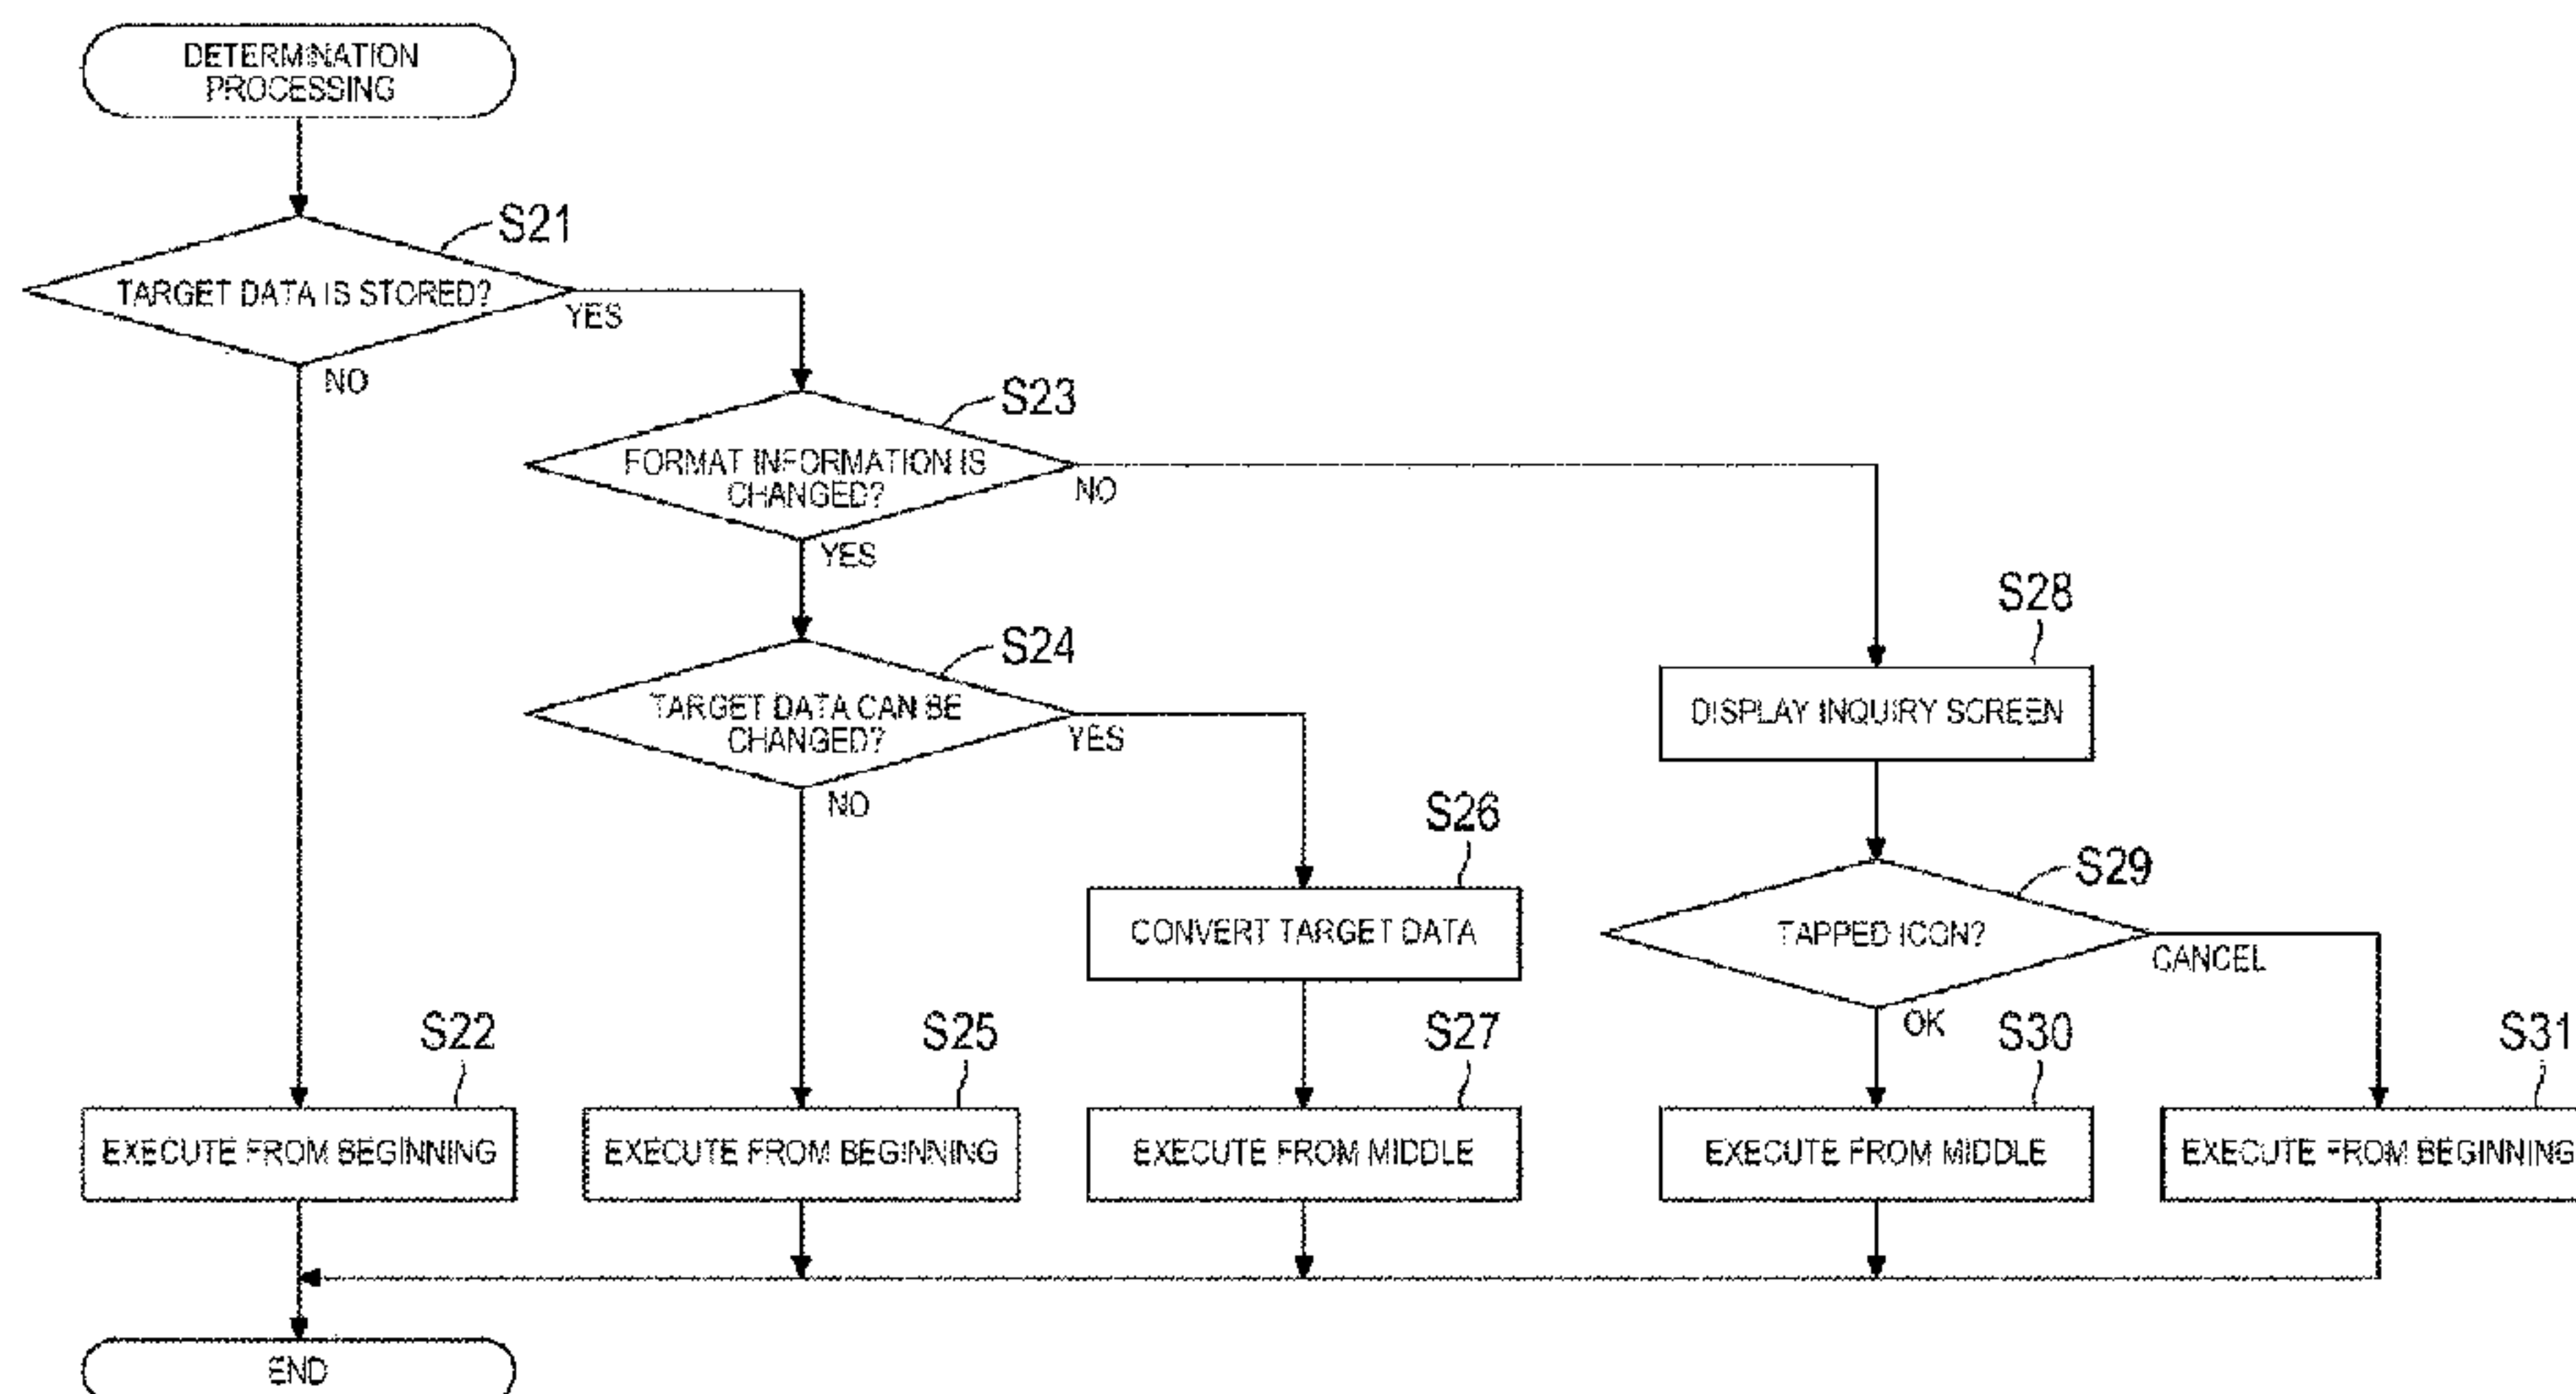 DETERMINATION
PROCESSING
S21
TARGET DATA IS STORED?
YES
NO
S23
FORMAT INFORMATION IS
CHANGED?
NO
YES
S24
TARGET DATA CAN BE
CHANGED?
YES
NO
S28
DISPLAY INQUIRY SCREEN
S26
CONVERT TARGET DATA
S29
TAPPED ICON?
CANCEL
OK
S22
EXECUTE FROM BEGINNING
S25
EXECUTE FROM BEGINNING
S27
EXECUTE FROM MIDDLE
S30
EXECUTE FROM MIDDLE
S31
EXECUTE FROM BEGINNING
END